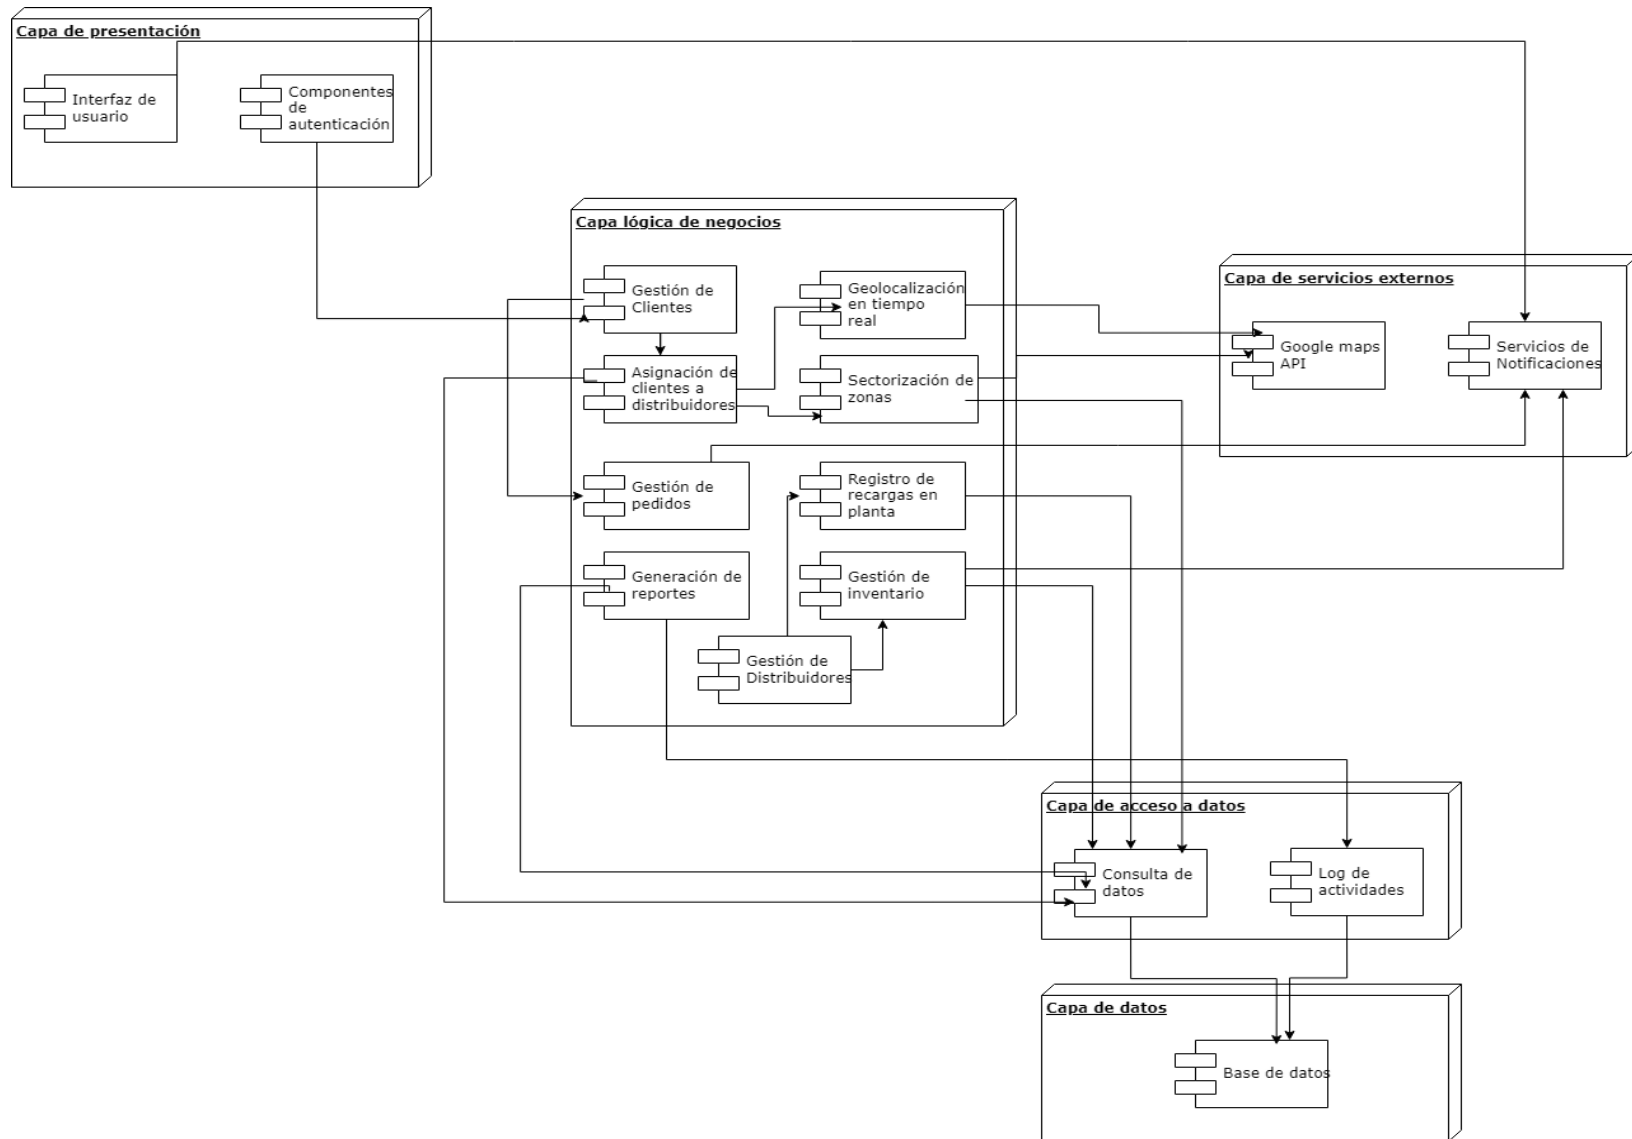 Capa de presentación
Interfaz de
usuario
Componentes
de
autenticación
Capa lógica de negocios
Gestión de
Clientes
Geolocalización
en tiempo
real
Asignación de
clientes a
distribuidores
Sectorización de
zonas
Gestión de
pedidos
Registro de
recargas en
planta
Generación de
reportes
Gestión de
inventario
Gestión de
Distribuidores
Capa de servicios externos
Google maps
API
Servicios de
Notificaciones
Capa de acceso a datos
Consulta de
datos
Log de
actividades
Capa de datos
Base de datos